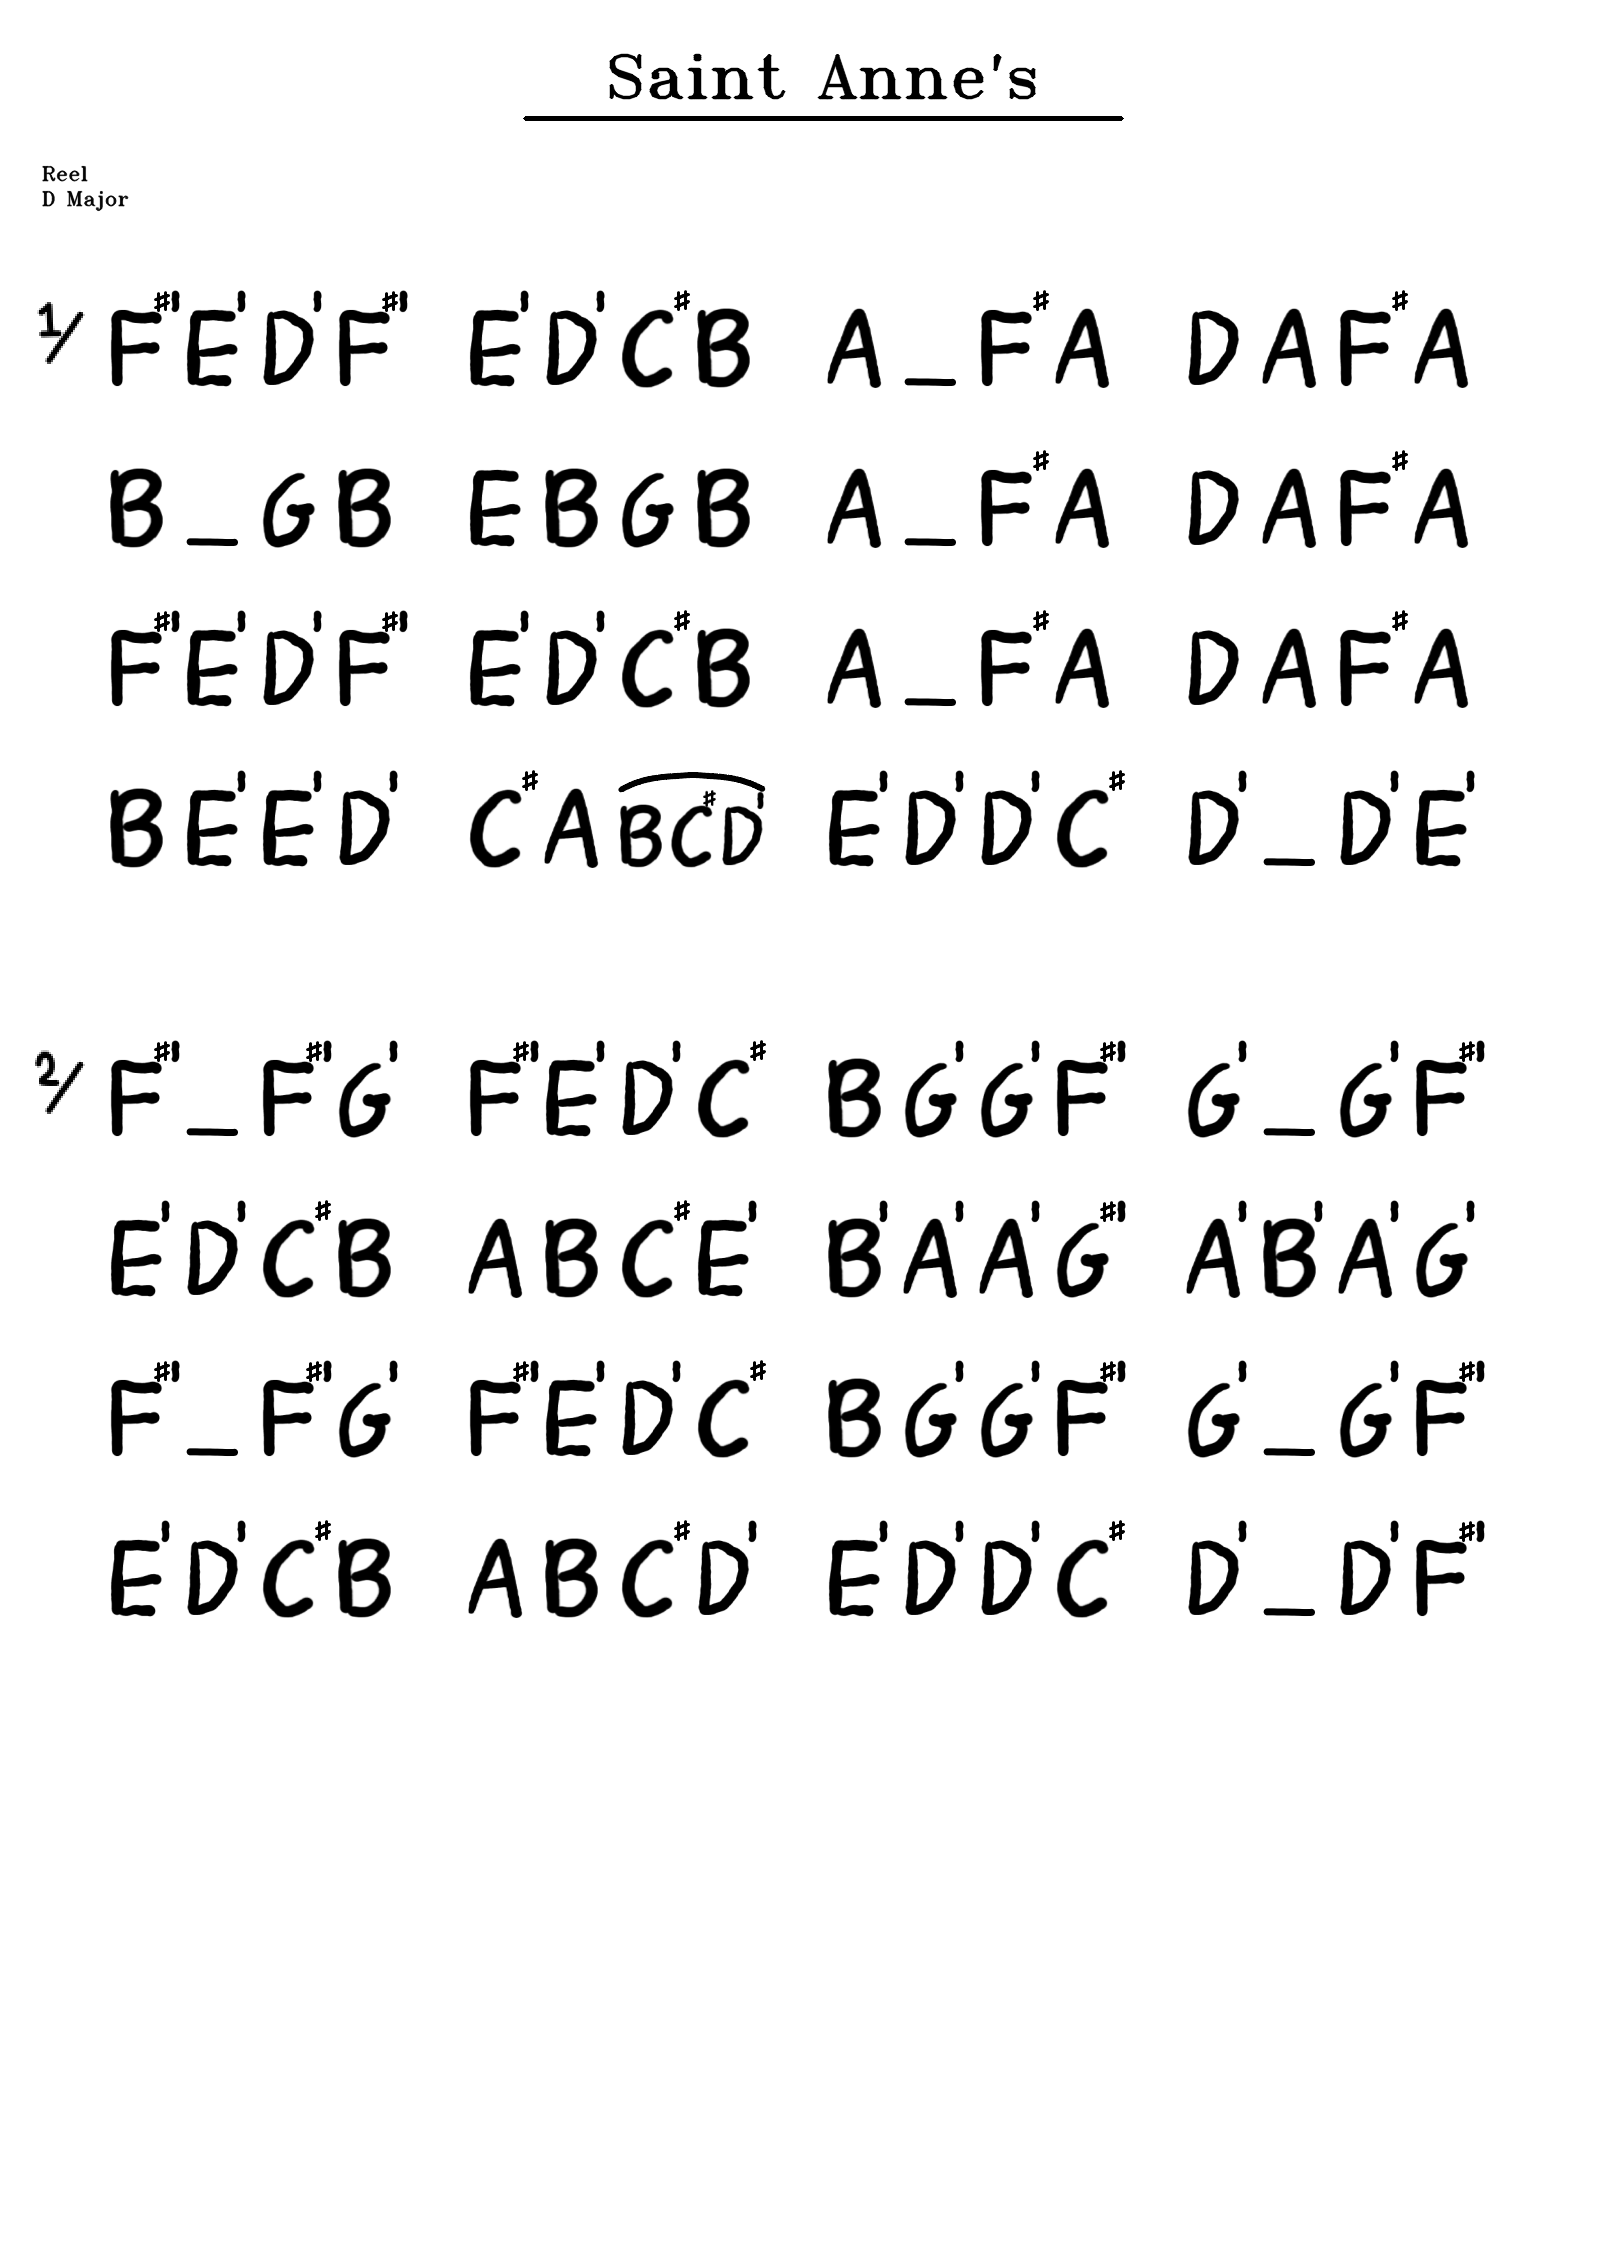 Saint Anne's
Reel
D Major
1/ F♯'E'D'F♯' E'D'C♯B A_F♯A DAF♯A
B_GB EBGB A_F♯A DAF♯A
F♯'E'D'F♯' E'D'C♯B A_F♯A DAF♯A
BE'E'D' C♯ABC♯D' E'D'D'C♯ D'_D'E'
2/ F♯'_F♯'G' F♯'E'D'C♯ BG'G'F♯' G'_G'F♯'
E'D'C♯B ABC♯E' B'A'A'G♯' A'B'A'G'
F♯'_F♯'G' F♯'E'D'C♯ BG'G'F♯' G'_G'F♯'
E'D'C♯B ABC♯D' E'D'D'C♯ D'_D'F♯'